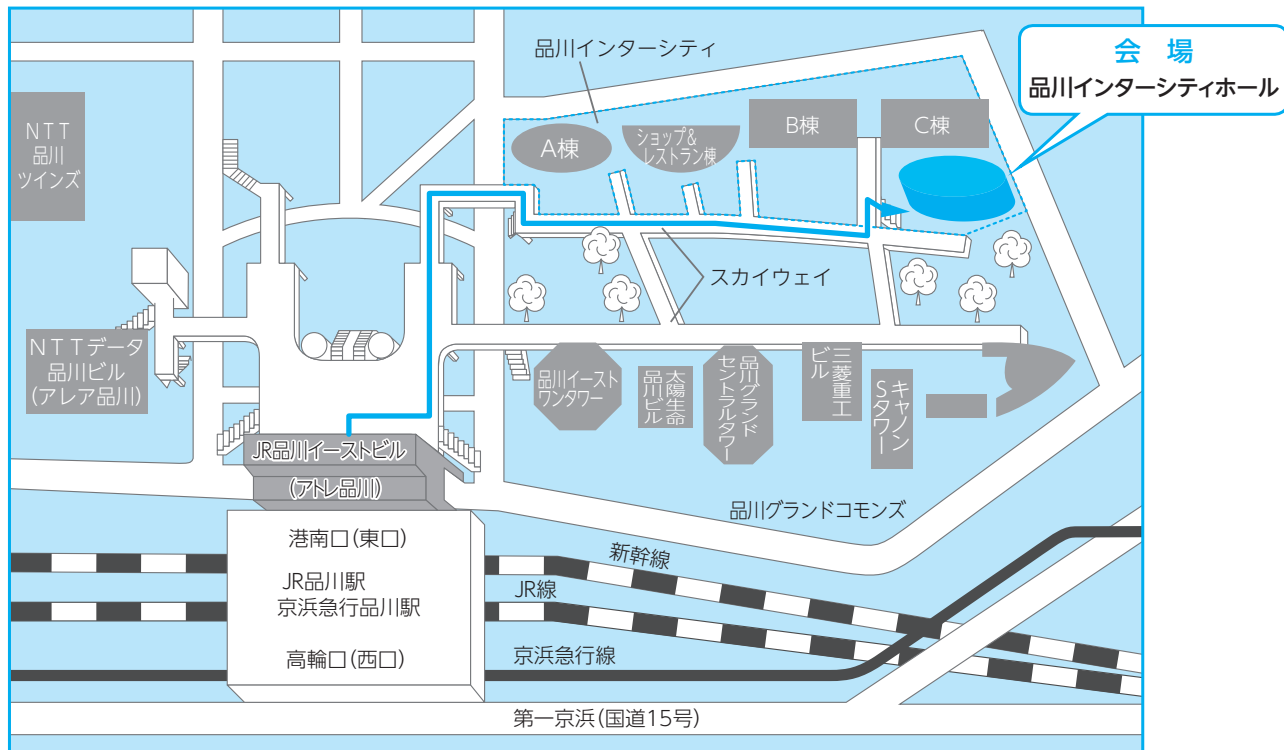 品川インターシティ
会 場
品川インターシティホール
NTT
品川
ツインズ
A棟
ショップ&
レストラン棟
B棟
C棟
スカイウェイ
NTTデータ
品川ビル
(アレア品川)
品川イースト
ワンタワー
太陽生命
品川ビル
品川グランド
セントラルタワー
三菱重工
ビル
キヤノン
Sタワー
JR品川イーストビル
(アトレ品川)
品川グランドコモンズ
港南口(東口)
JR品川駅
京浜急行品川駅
高輪口(西口)
新幹線
JR線
京浜急行線
第一京浜(国道15号)